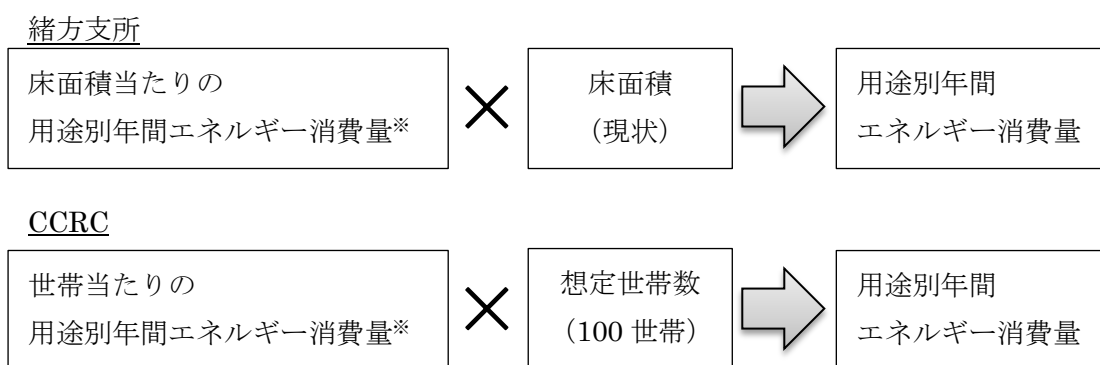 緒方支所
床面積当たりの
用途別年間エネルギー消費量※
×
床面積
（現状）
用途別年間
エネルギー消費量
CCRC
世帯当たりの
用途別年間エネルギー消費量※
×
想定世帯数
（100 世帯）
用途別年間
エネルギー消費量